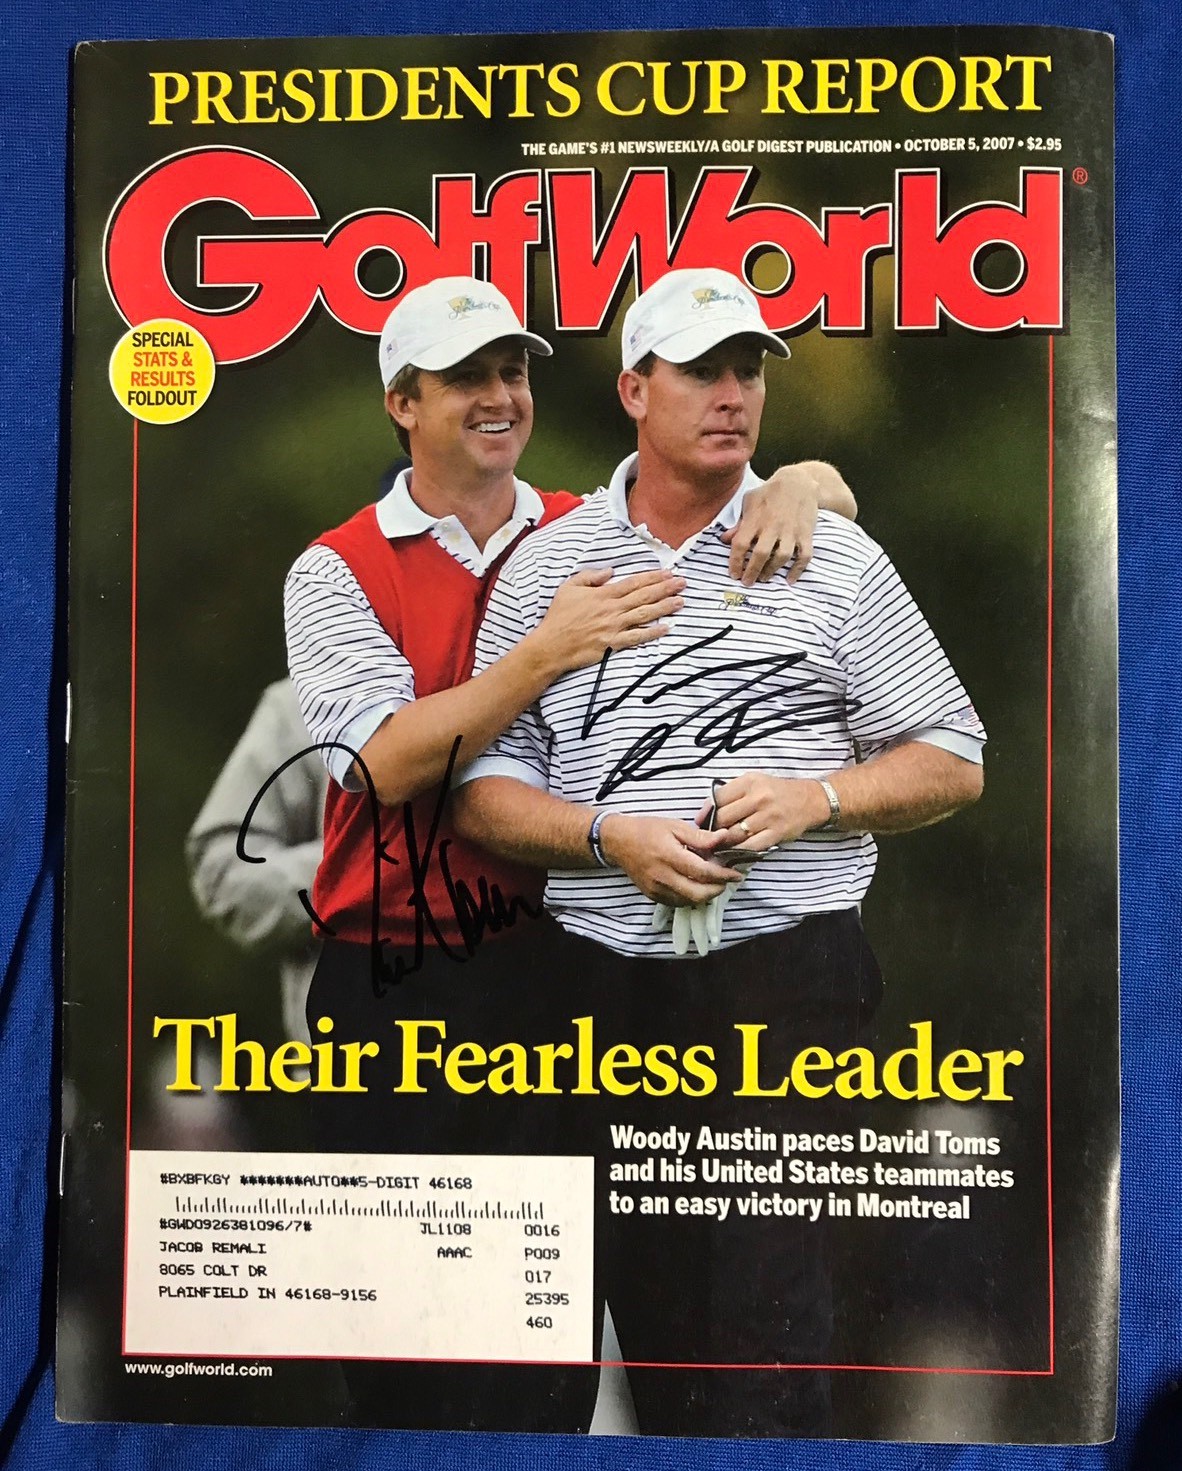 PRESIDENTS CUP REPORT
THE GAME'S #1 NEWSWEEKLY/A GOLF DIGEST PUBLICATION • OCTOBER 5, 2007 • $2.95
GolfWorld®
SPECIAL
STATS &
RESULTS
FOLDOUT
Their Fearless Leader
Woody Austin paces David Toms
and his United States teammates
to an easy victory in Montreal
#BXBFKGY *******AUTO**5-DIGIT 46168
#GWD0926381096/7# JL1108 0016
JACOB REMALI AAAC P009
8065 COLT DR 017
PLAINFIELD IN 46168-9156 25395
460
www.golfworld.com